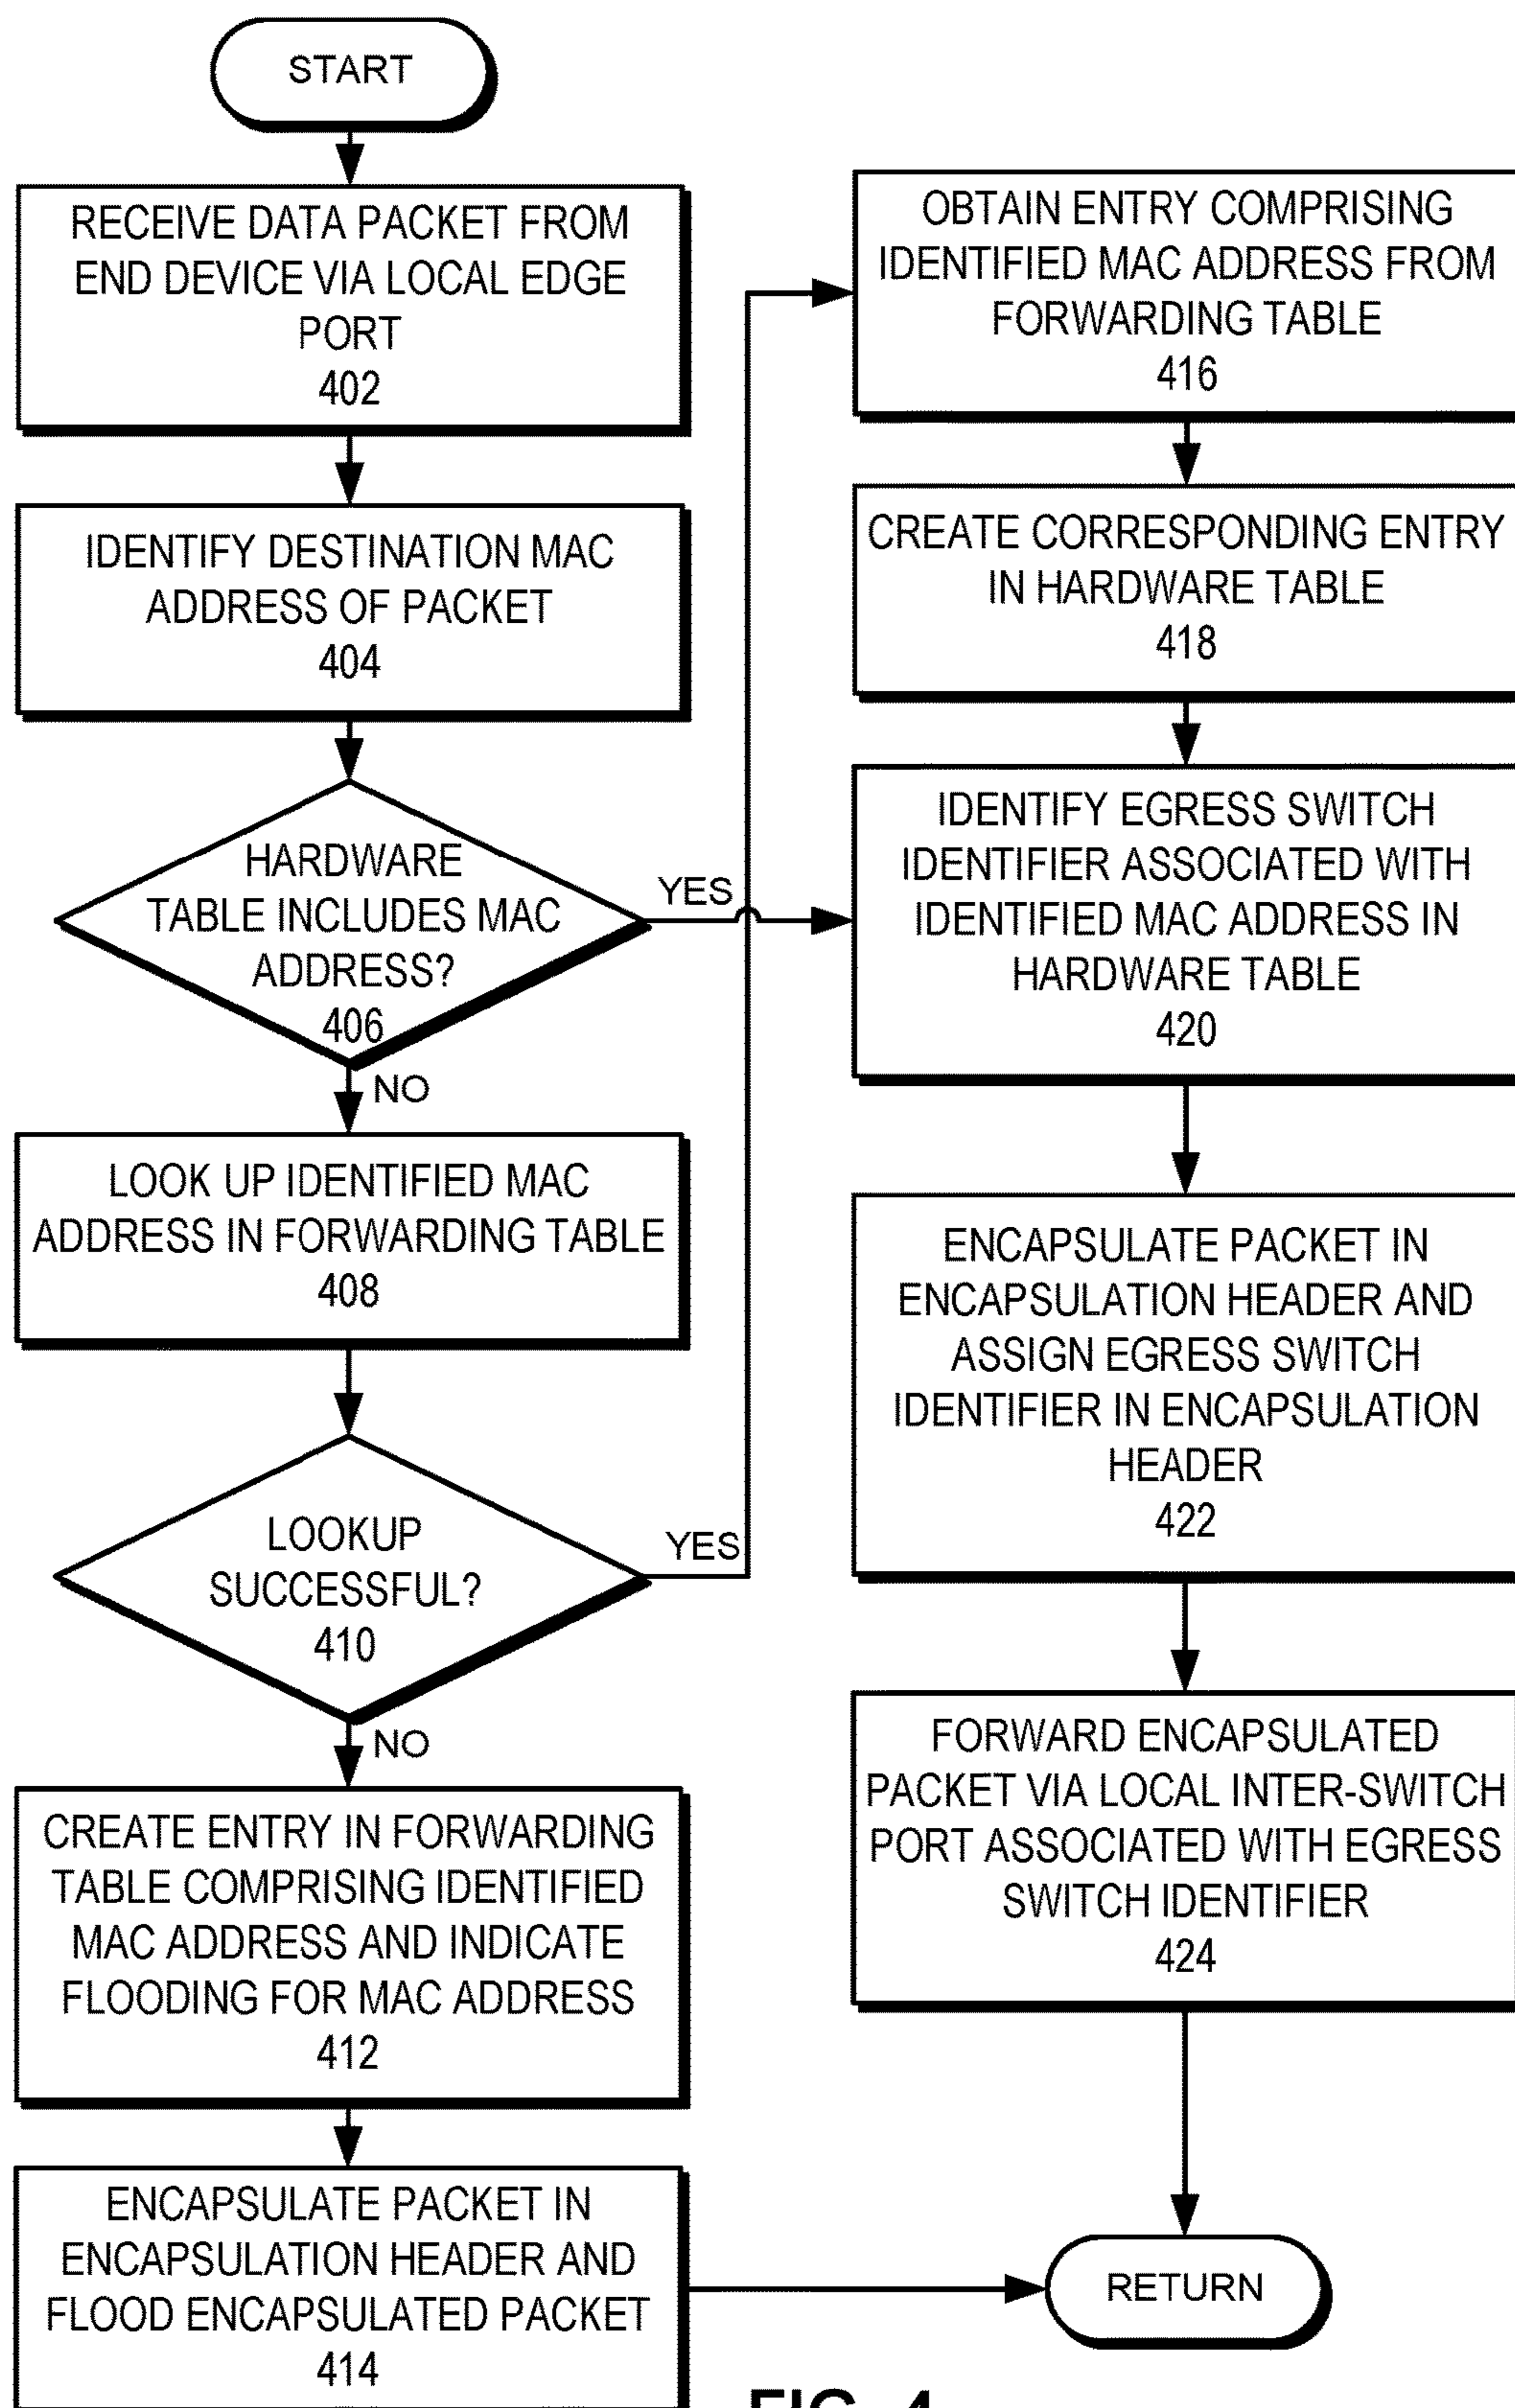 START
RECEIVE DATA PACKET FROM
END DEVICE VIA LOCAL EDGE
PORT
402
IDENTIFY DESTINATION MAC
ADDRESS OF PACKET
404
HARDWARE
TABLE INCLUDES MAC
ADDRESS?
406
YES
NO
LOOK UP IDENTIFIED MAC
ADDRESS IN FORWARDING TABLE
408
LOOKUP
SUCCESSFUL?
410
YES
NO
CREATE ENTRY IN FORWARDING
TABLE COMPRISING IDENTIFIED
MAC ADDRESS AND INDICATE
FLOODING FOR MAC ADDRESS
412
ENCAPSULATE PACKET IN
ENCAPSULATION HEADER AND
FLOOD ENCAPSULATED PACKET
414
OBTAIN ENTRY COMPRISING
IDENTIFIED MAC ADDRESS FROM
FORWARDING TABLE
416
CREATE CORRESPONDING ENTRY
IN HARDWARE TABLE
418
IDENTIFY EGRESS SWITCH
IDENTIFIER ASSOCIATED WITH
IDENTIFIED MAC ADDRESS IN
HARDWARE TABLE
420
ENCAPSULATE PACKET IN
ENCAPSULATION HEADER AND
ASSIGN EGRESS SWITCH
IDENTIFIER IN ENCAPSULATION
HEADER
422
FORWARD ENCAPSULATED
PACKET VIA LOCAL INTER-SWITCH
PORT ASSOCIATED WITH EGRESS
SWITCH IDENTIFIER
424
RETURN
FIG. 4